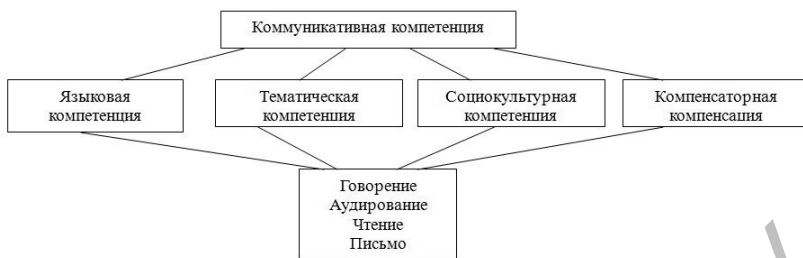 Коммуникативная компетенция
Языковая
компетенция
Тематическая
компетенция
Социокультурная
компетенция
Компенсаторная
компенсация
Говорение
Аудирование
Чтение
Письмо